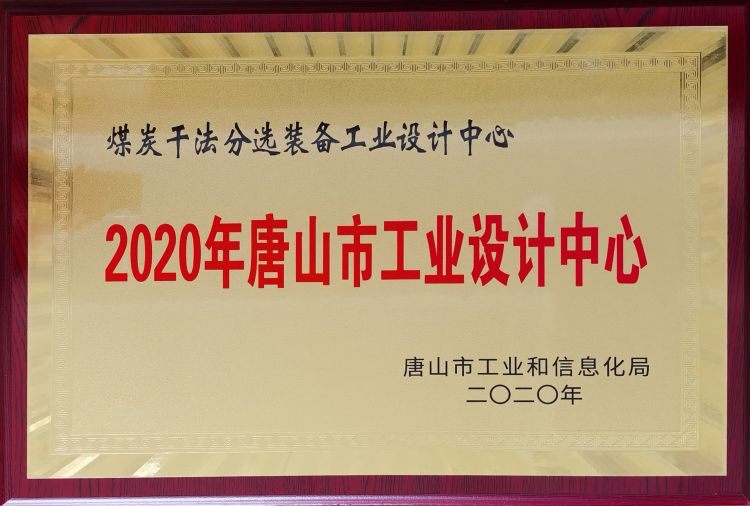 煤炭干法分选装备工业设计中心
2020年唐山市工业设计中心
唐山市工业和信息化局
二〇二〇年